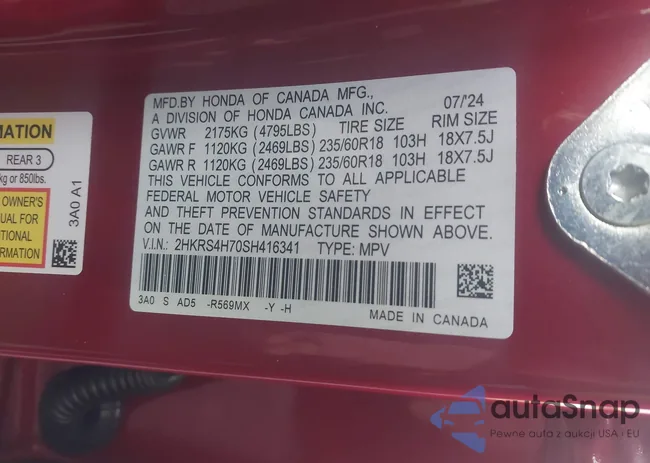 MATION
REAR 3
kg or 850lbs.
OWNER'S
UAL FOR
TIONAL
RMATION
3A0 A1
MFD.BY HONDA OF CANADA MFG., 07/'24
A DIVISION OF HONDA CANADA INC.
GVWR 2175KG (4795LBS) TIRE SIZE RIM SIZE
GAWR F 1120KG (2469LBS) 235/60R18 103H 18X7.5J
GAWR R 1120KG (2469LBS) 235/60R18 103H 18X7.5J
THIS VEHICLE CONFORMS TO ALL APPLICABLE
FEDERAL MOTOR VEHICLE SAFETY
AND THEFT PREVENTION STANDARDS IN EFFECT
ON THE DATE OF MANUFACTURE SHOWN ABOVE.
V.I.N.: 2HKRS4H70SH416341 TYPE: MPV
3A0 S AD5 -R569MX -Y -H
MADE IN CANADA
autoSnap
Pewne auta z aukcji USA i EU